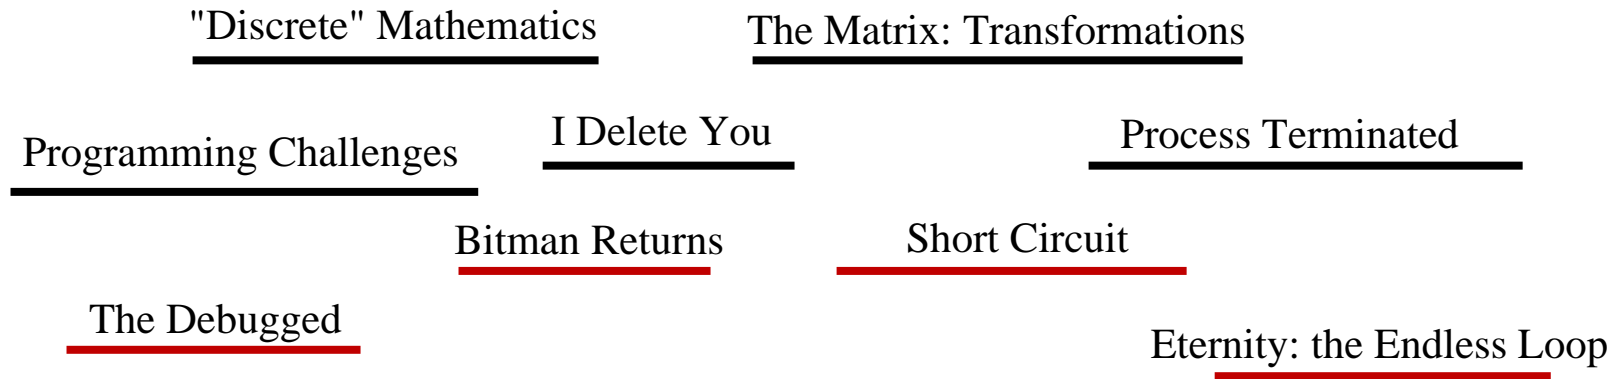 "Discrete" Mathematics
The Matrix: Transformations
Programming Challenges
I Delete You
Process Terminated
Bitman Returns
Short Circuit
The Debugged
Eternity: the Endless Loop